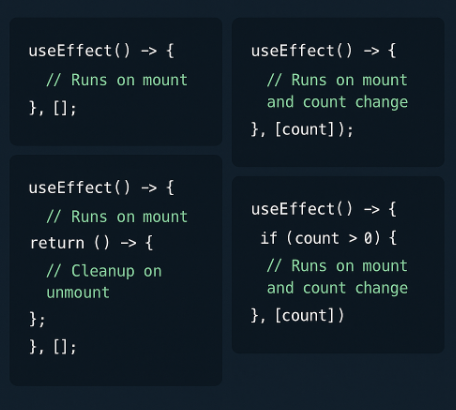 useEffect() -> {
// Runs on mount
}, [];
useEffect() -> {
// Runs on mount
and count change
}, [count]);
useEffect() -> {
// Runs on mount
return () -> {
// Cleanup on
unmount
};
}, [];
useEffect() -> {
if (count > 0) {
// Runs on mount
and count change
}, [count])